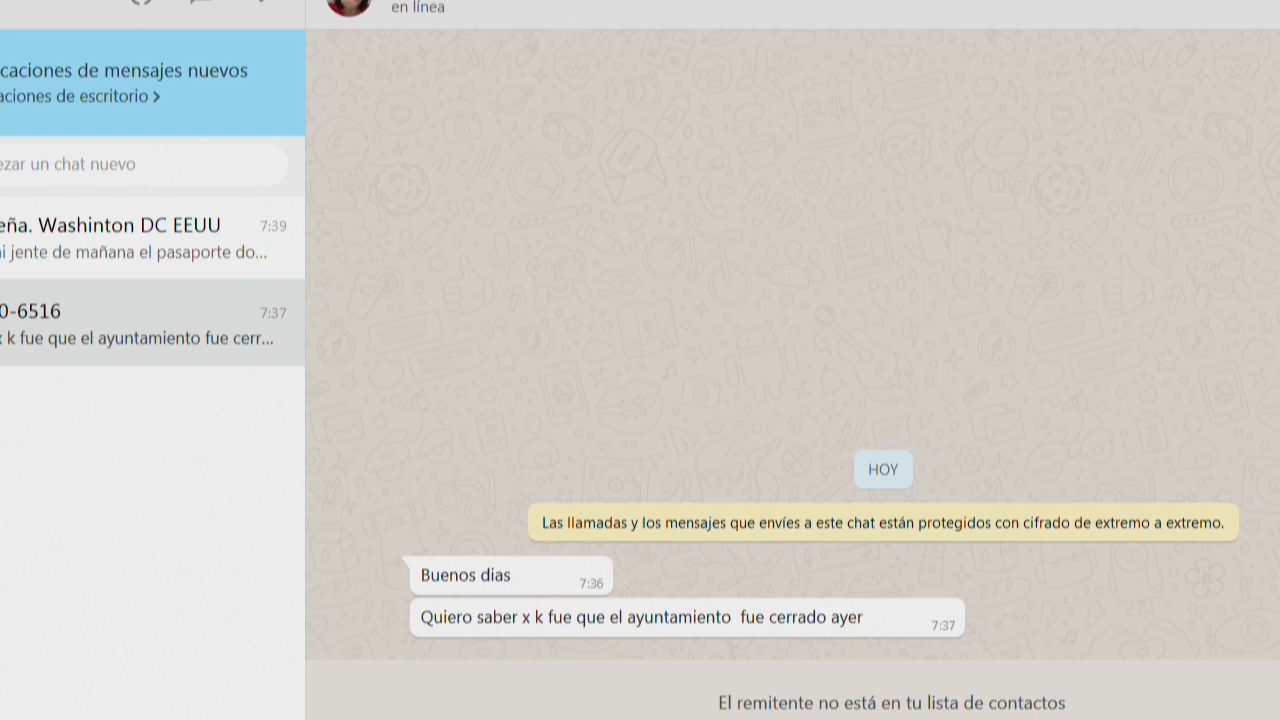 en línea
caciones de mensajes nuevos
aciones de escritorio >
ezar un chat nuevo
eña. Washinton DC EEUU 7:39
i jente de mañana el pasaporte do...
0-6516 7:37
x k fue que el ayuntamiento fue cerr...
HOY
Las llamadas y los mensajes que envíes a este chat están protegidos con cifrado de extremo a extremo.
Buenos dias 7:36
Quiero saber x k fue que el ayuntamiento fue cerrado ayer 7:37
El remitente no está en tu lista de contactos